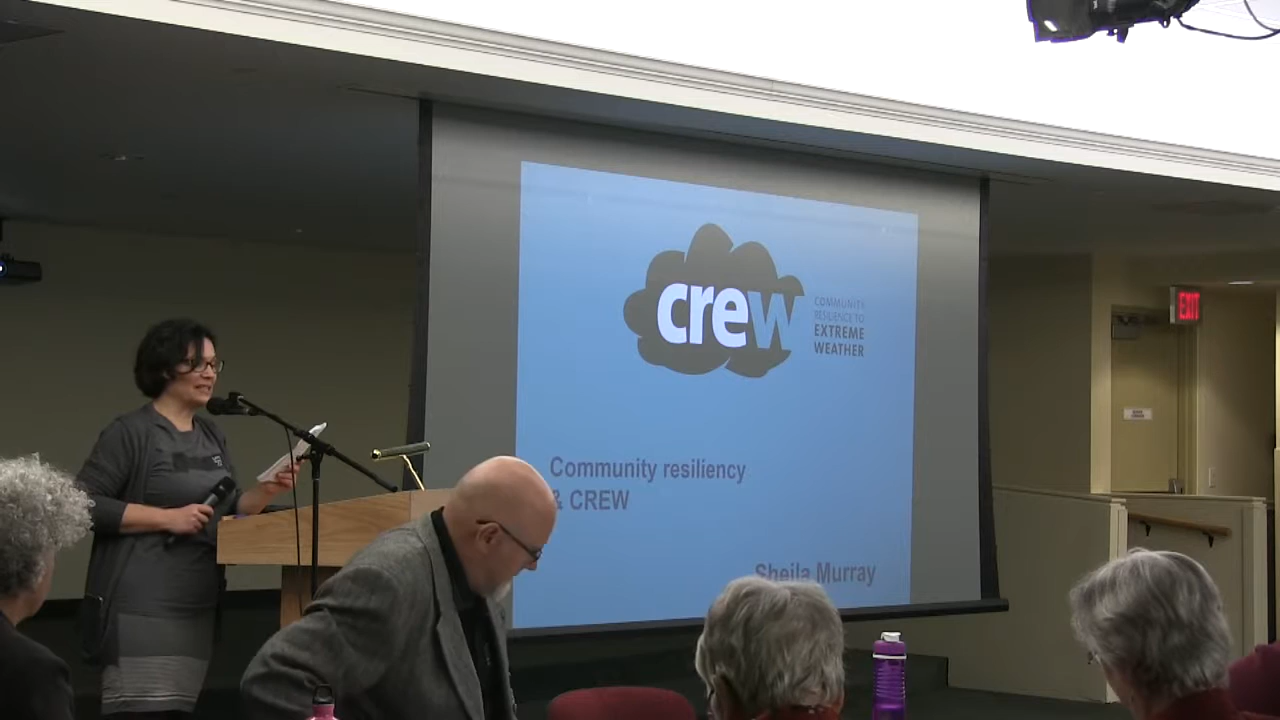 crew
COMMUNITY
RESILIENCE TO
EXTREME
WEATHER
Community resiliency
& CREW
Sheila Murray
EXIT